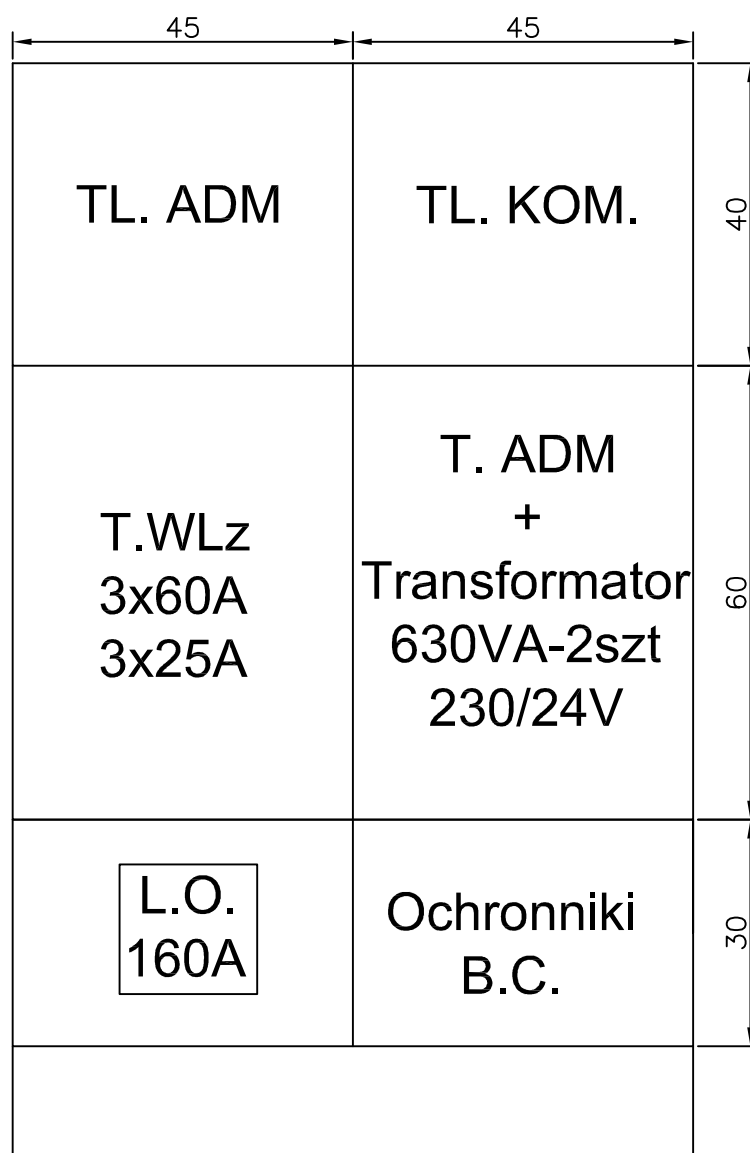 45
45
TL. ADM
TL. KOM.
40
T.WLz
3x60A
3x25A
T. ADM
+
Transformator
630VA-2szt
230/24V
60
L.O.
160A
Ochronniki
B.C.
30